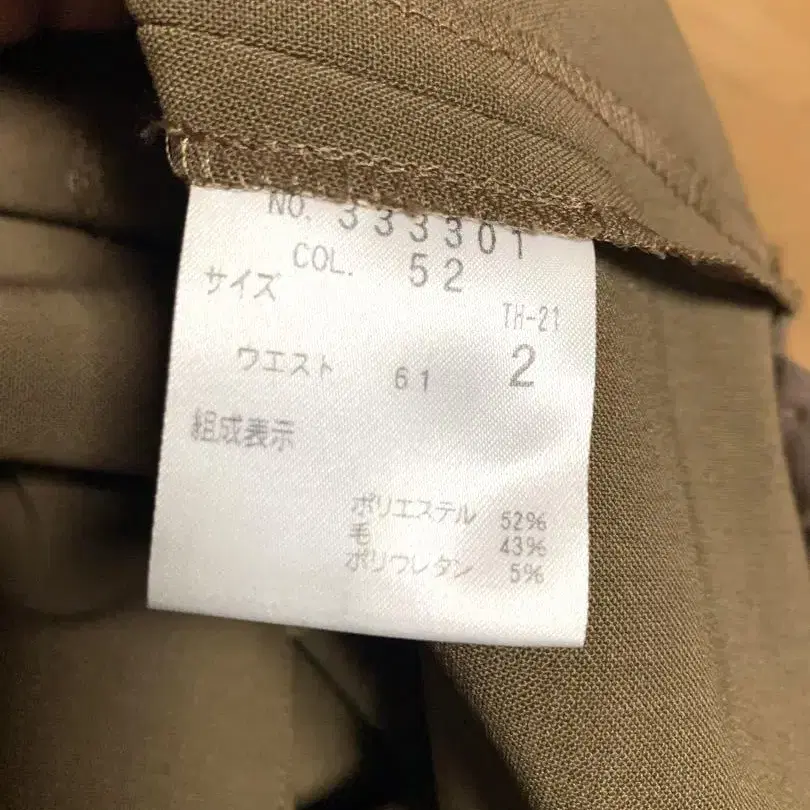 NO. 333301
COL. 52
サイズ
TH-21
ウエスト 61 2
組成表示
ポリエステル 52%
毛 43%
ポリウレタン 5%